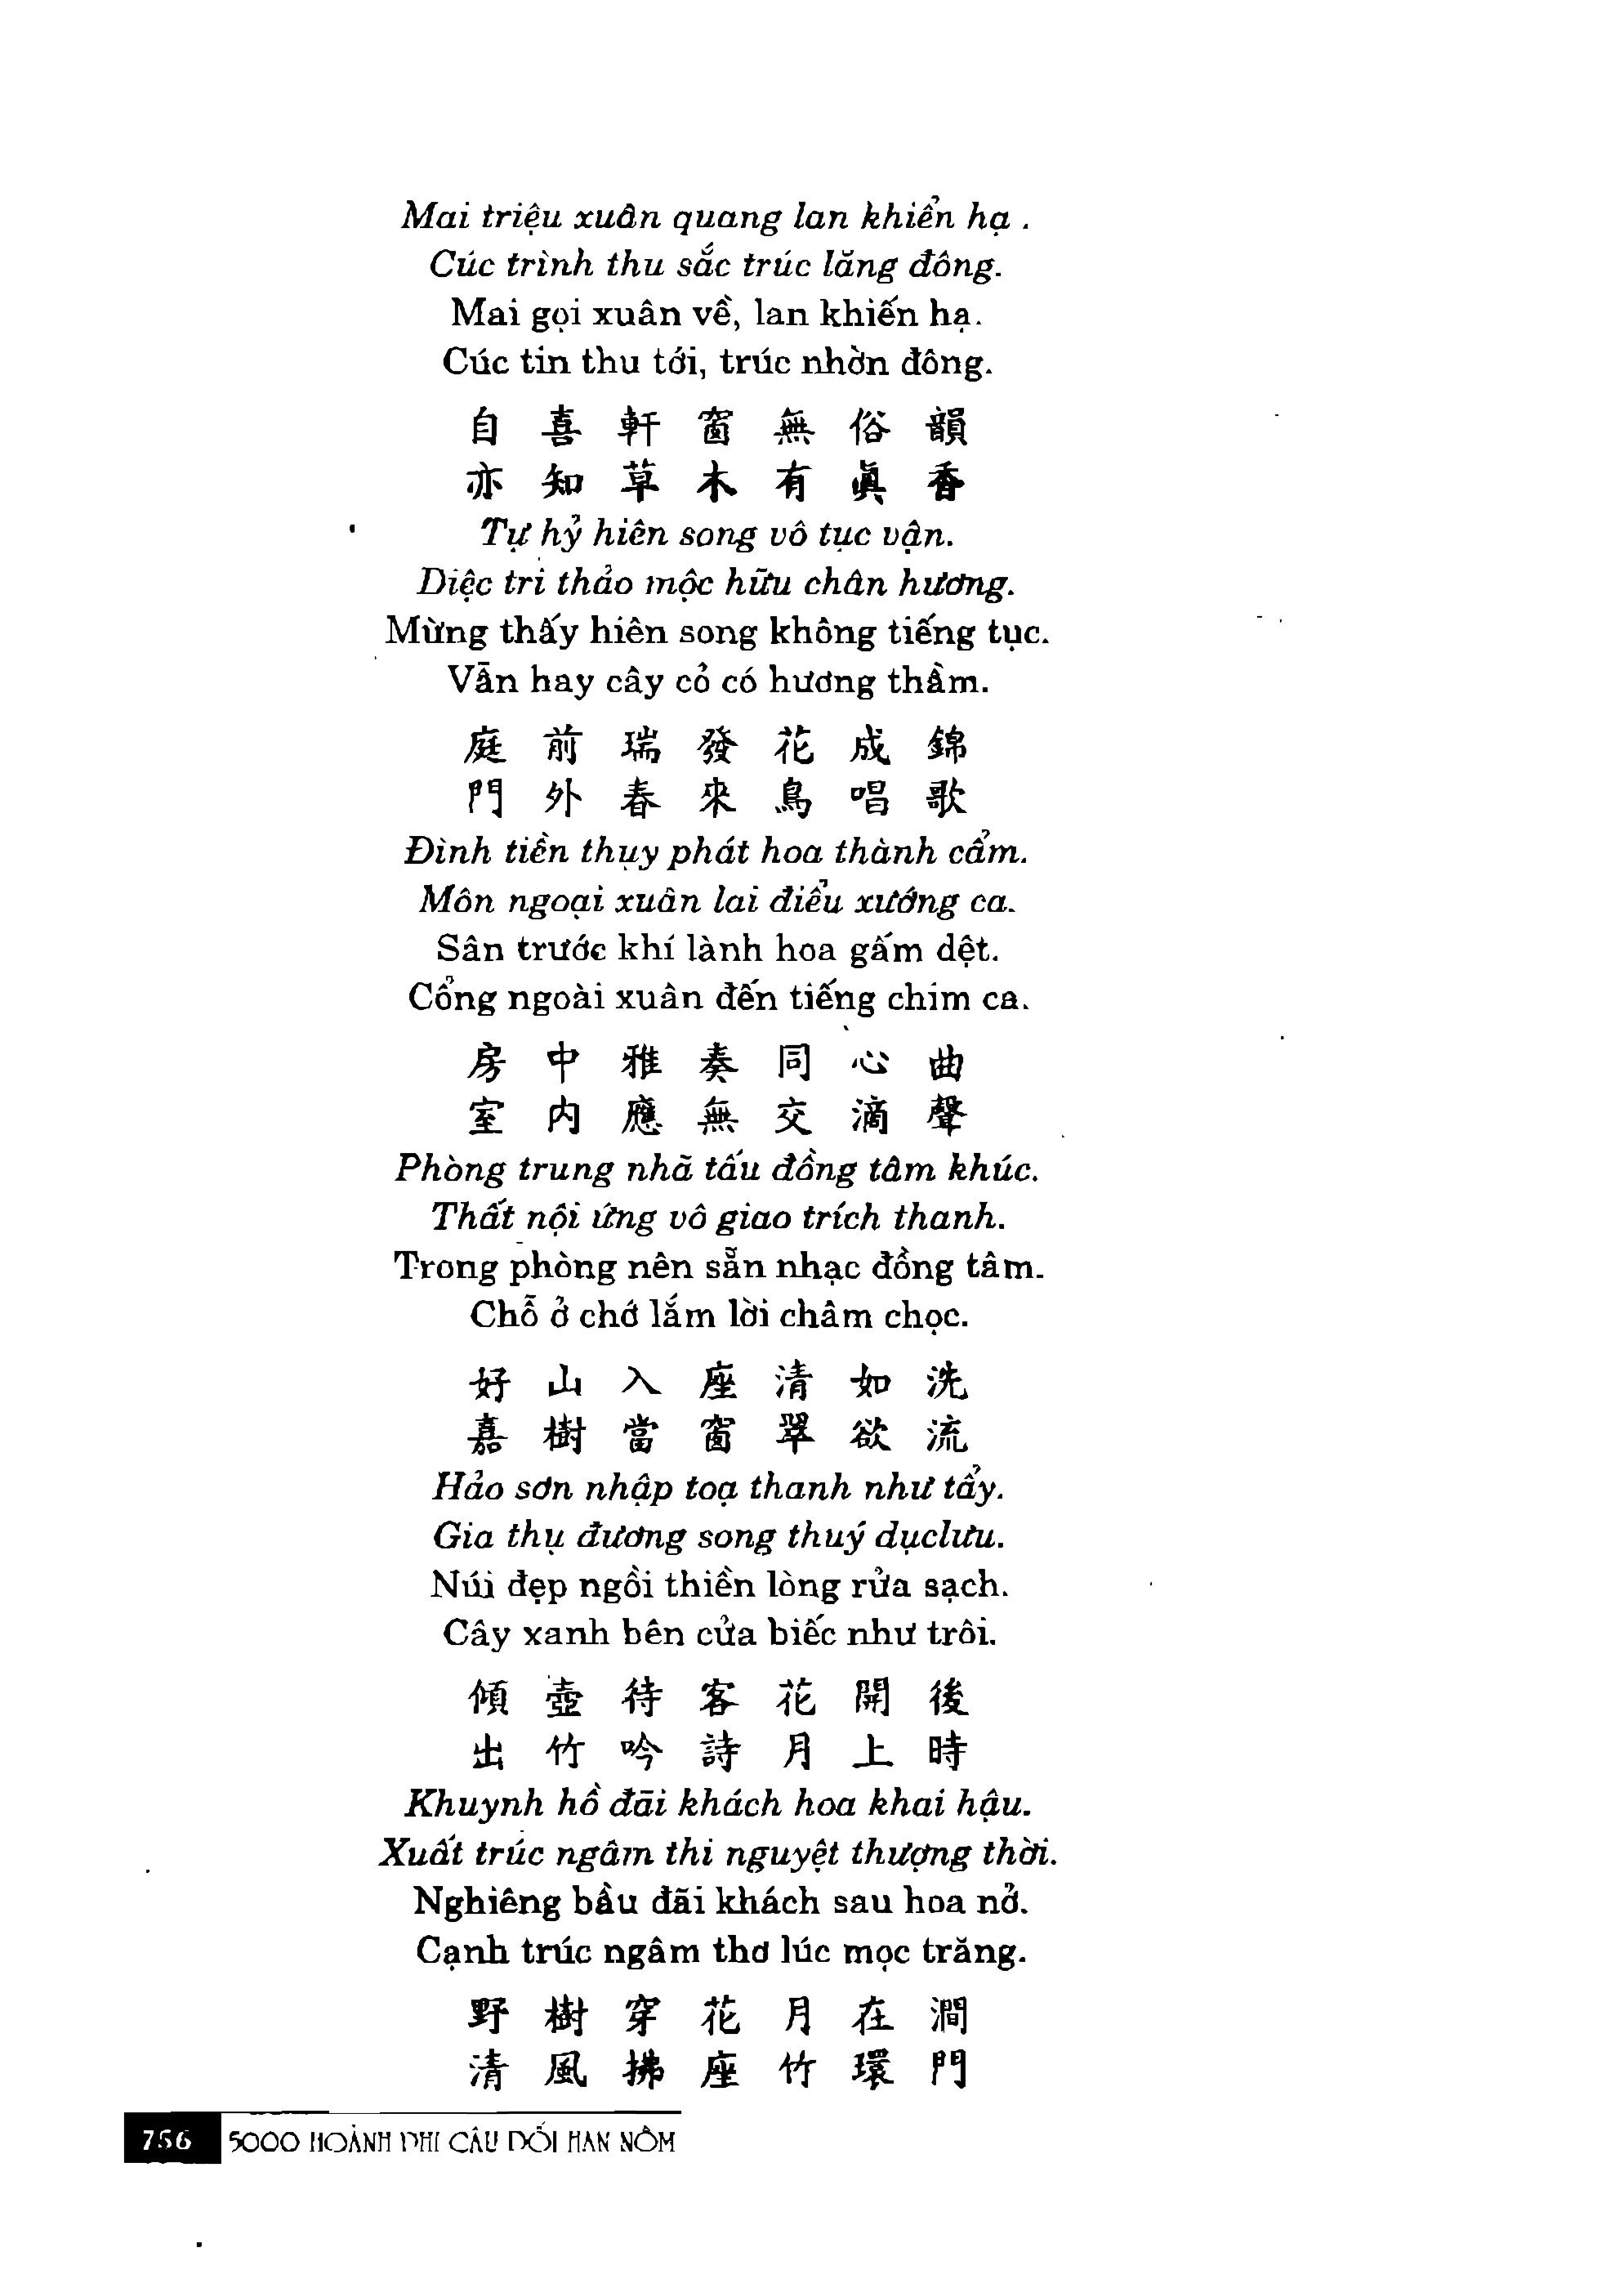 Mai triệu xuân quang lan khiển hạ .
Cúc trình thu sắc trúc lăng đông.
Mai gọi xuân về, lan khiến hạ.
Cúc tin thu tới, trúc nhờn đông.
自喜軒窗無俗韻
亦知草木有眞香
Tự hỷ hiên song vô tục vận.
Diệc tri thảo mộc hữu chân hương.
Mừng thấy hiên song không tiếng tục.
Vẫn hay cây cỏ có hương thầm.
庭前瑞發花成錦
門外春來鳥唱歌
Đình tiền thụy phát hoa thành cẩm.
Môn ngoại xuân lai điểu xướng ca.
Sân trước khí lành hoa gấm dệt.
Cổng ngoài xuân đến tiếng chim ca.
房中雅奏同心曲
室内應無交滴聲
Phòng trung nhã tấu đồng tâm khúc.
Thất nội ứng vô giao trích thanh.
Trong phòng nên sẵn nhạc đồng tâm.
Chỗ ở chớ lắm lời châm chọc.
好山入座清如洗
嘉樹當窗翠欲流
Hảo sơn nhập toạ thanh như tẩy.
Gia thụ đương song thuý dụclưu.
Núi đẹp ngồi thiền lòng rửa sạch.
Cây xanh bên cửa biếc như trôi.
傾壺待客花開後
出竹吟詩月上時
Khuynh hồ đãi khách hoa khai hậu.
Xuất trúc ngâm thi nguyệt thượng thời.
Nghiêng bầu đãi khách sau hoa nở.
Cạnh trúc ngâm thơ lúc mọc trăng.
野樹穿花月在澗
清風拂座竹環門
756 5000 HOÀNH PHI CÂU ĐỐI HÁN NÔM